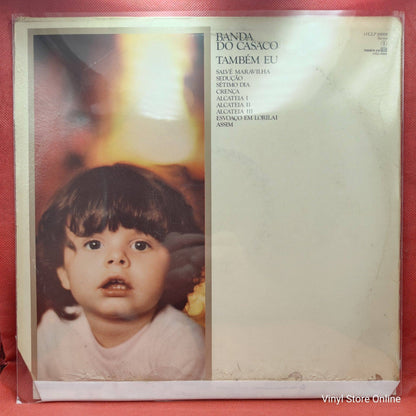 BANDA
DO CASACO
TAMBÉM EU
SALVÉ MARAVILHA
SEDUÇÃO
SÉTIMO DIA
CRENÇA
ALCATEIA I
ALCATEIA II
ALCATEIA III
ESVOAÇO EM LORILAI
ASSIM
Vinyl Store Online